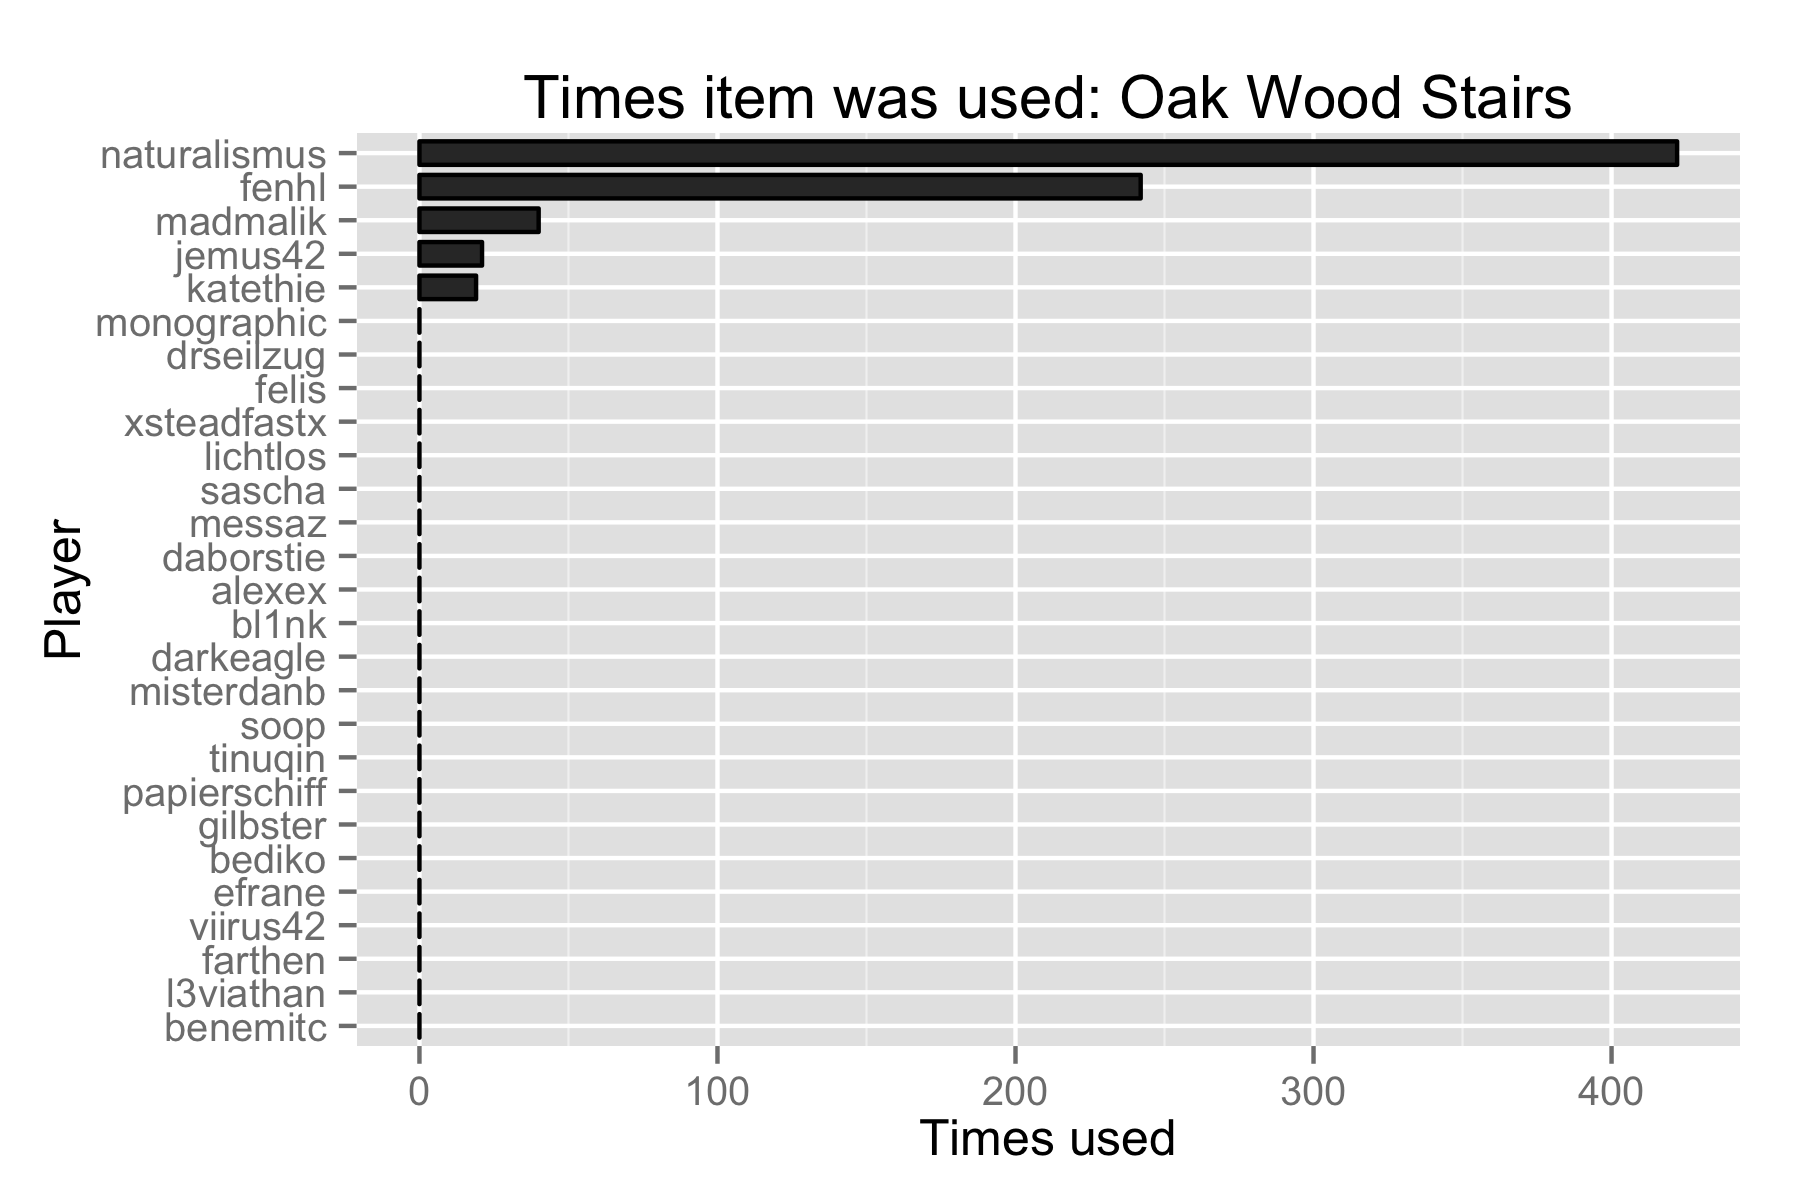 Times item was used: Oak Wood Stairs
naturalismus
fenhl
madmalik
jemus42
katethie
monographic
drseilzug
felis
xsteadfastx
lichtlos
sascha
messaz
daborstie
alexex
bl1nk
darkeagle
misterdanb
soop
tinuqin
papierschiff
gilbster
bediko
efrane
viirus42
farthen
l3viathan
benemitc
Player
0 100 200 300 400
Times used